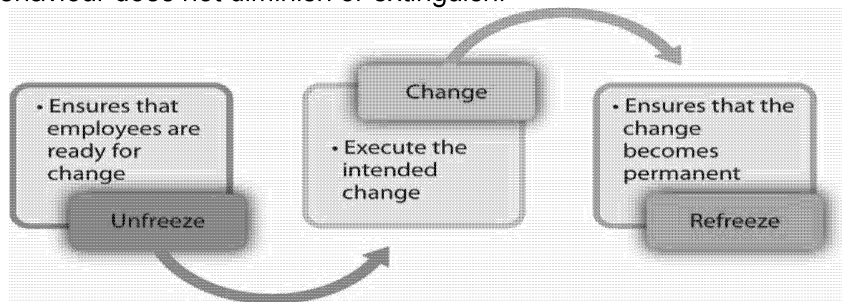 behaviour does not diminish or extinguish.
• Ensures that
employees are
ready for
change
Unfreeze
Change
• Execute the
intended
change
• Ensures that the
change
becomes
permanent
Refreeze